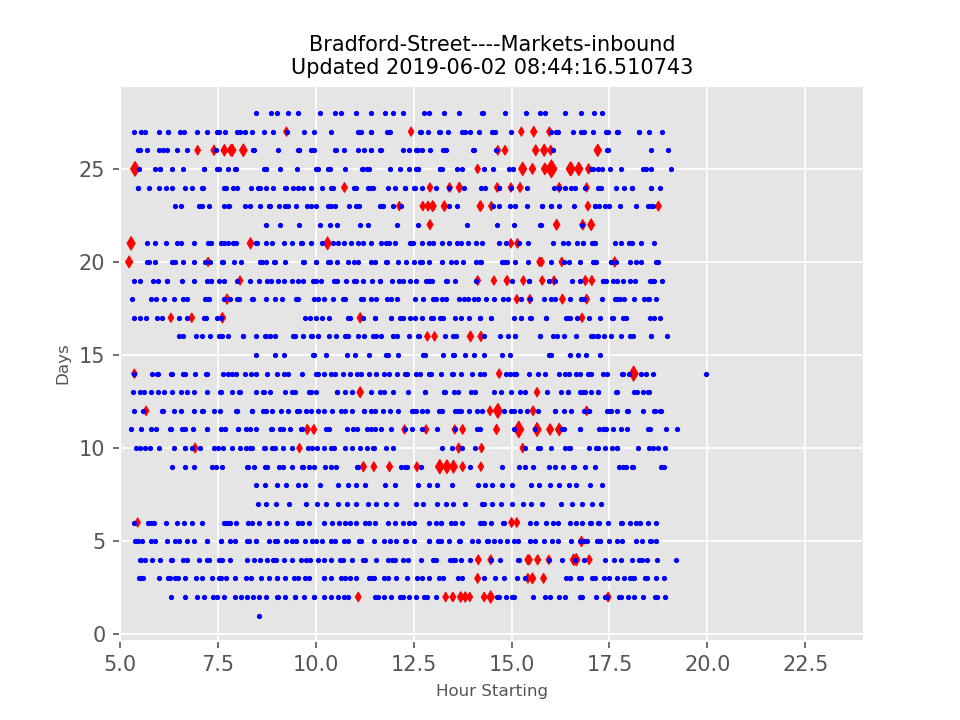 Bradford-Street----Markets-inbound
Updated 2019-06-02 08:44:16.510743
25
20
15
10
5
0
Days
5.0 7.5 10.0 12.5 15.0 17.5 20.0 22.5
Hour Starting